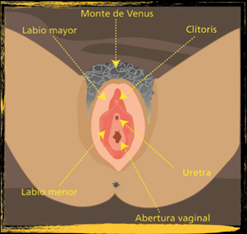 Monte de Venus
Labio mayor
Clítoris
Labio menor
Uretra
Abertura vaginal